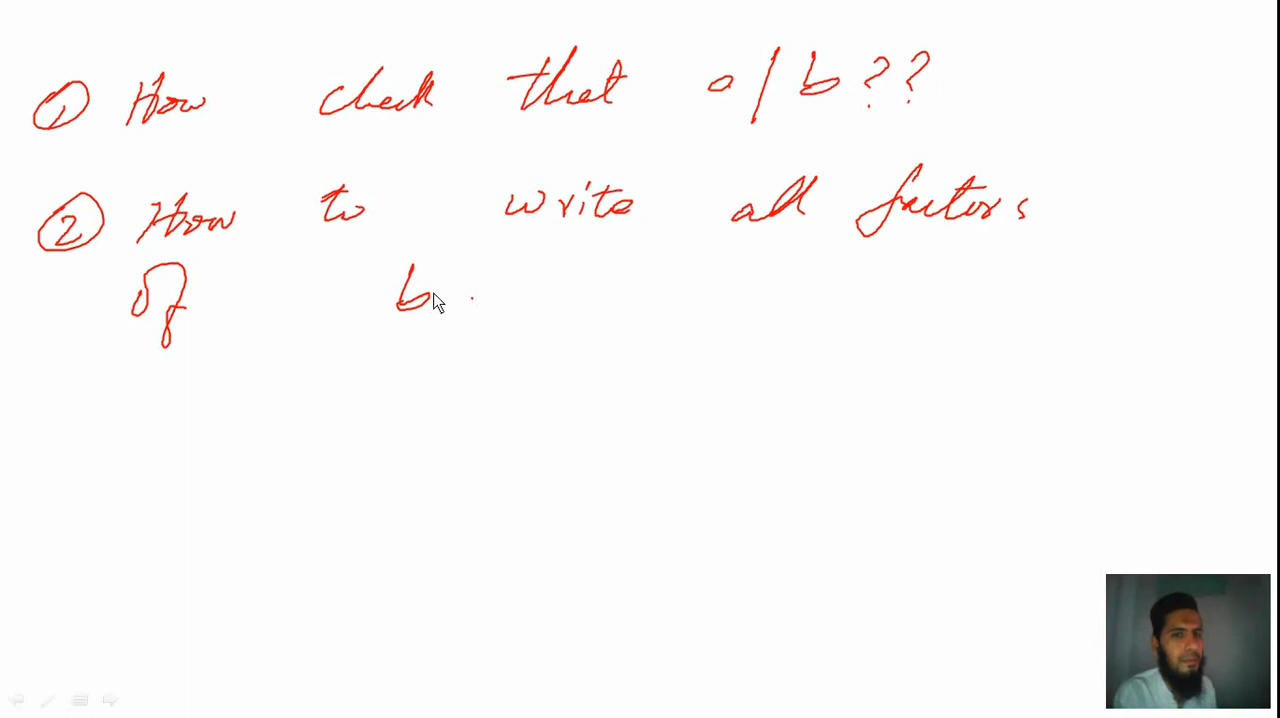 ① How check that a/b??
② How to write all factors
of b.